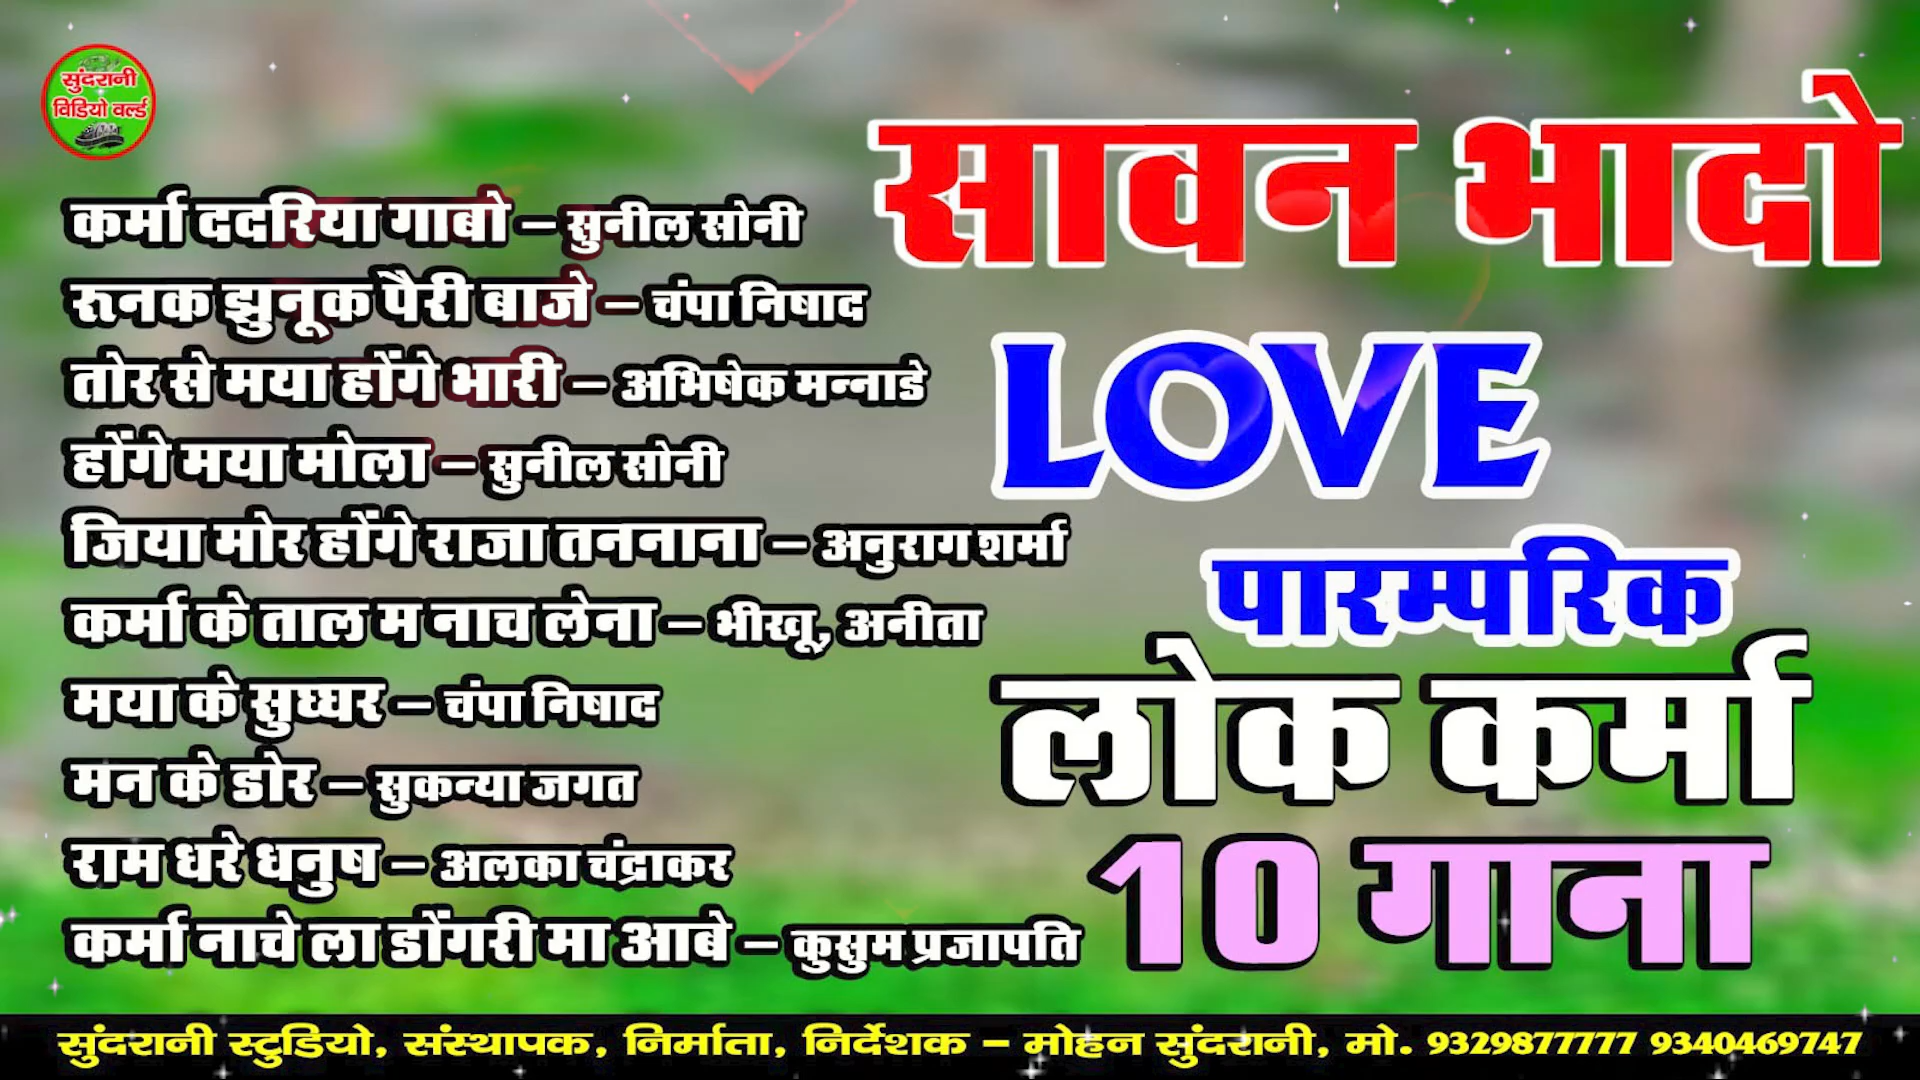 सुंदरानी
विडियो वर्ल्ड
कर्मा ददरिया गाबो – सुनील सोनी
रूनक झुनूक पैरी बाजे – चंपा निषाद
तोर से मया होंगे भारी – अभिषेक मन्नाडे
होंगे मया मोला – सुनील सोनी
जिया मोर होंगे राजा तननाना – अनुराग शर्मा
कर्मा के ताल म नाच लेना – भीखू, अनीता
मया के सुघ्घर – चंपा निषाद
मन के डोर – सुकन्या जगत
राम धरे धनुष – अलका चंद्राकर
कर्मा नाचे ला डोंगरी मा आबे – कुसुम प्रजापति
सावन भादो
LOVE
पारम्परिक
लोक कर्मा
10 गाना
सुंदरानी स्टुडियो, संस्थापक, निर्माता, निर्देशक – मोहन सुंदरानी, मो. 9329877777 9340469747